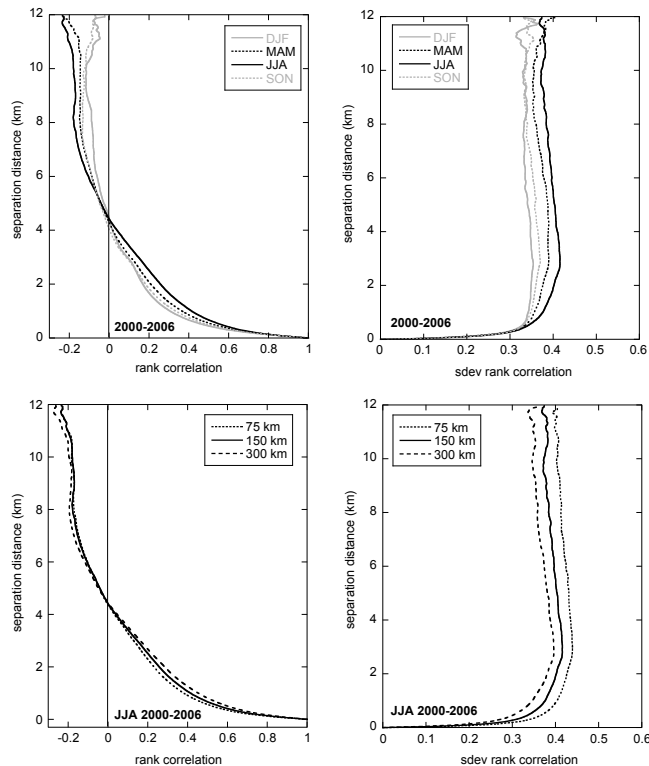 12
10
8
6
4
2
0
separation distance (km)
DJF
MAM
JJA
SON
2000-2006
-0.2 0 0.2 0.4 0.6 0.8 1
rank correlation
12
10
8
6
4
2
0
separation distance (km)
DJF
MAM
JJA
SON
2000-2006
0 0.1 0.2 0.3 0.4 0.5 0.6
sdev rank correlation
12
10
8
6
4
2
0
separation distance (km)
75 km
150 km
300 km
JJA 2000-2006
-0.2 0 0.2 0.4 0.6 0.8 1
rank correlation
12
10
8
6
4
2
0
separation distance (km)
75 km
150 km
300 km
JJA 2000-2006
0 0.1 0.2 0.3 0.4 0.5 0.6
sdev rank correlation